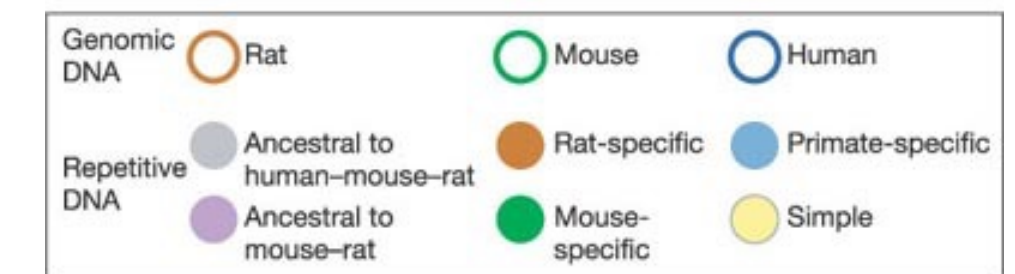 Genomic DNA
Rat
Mouse
Human
Repetitive DNA
Ancestral to
human–mouse–rat
Rat-specific
Primate-specific
Ancestral to
mouse–rat
Mouse-
specific
Simple